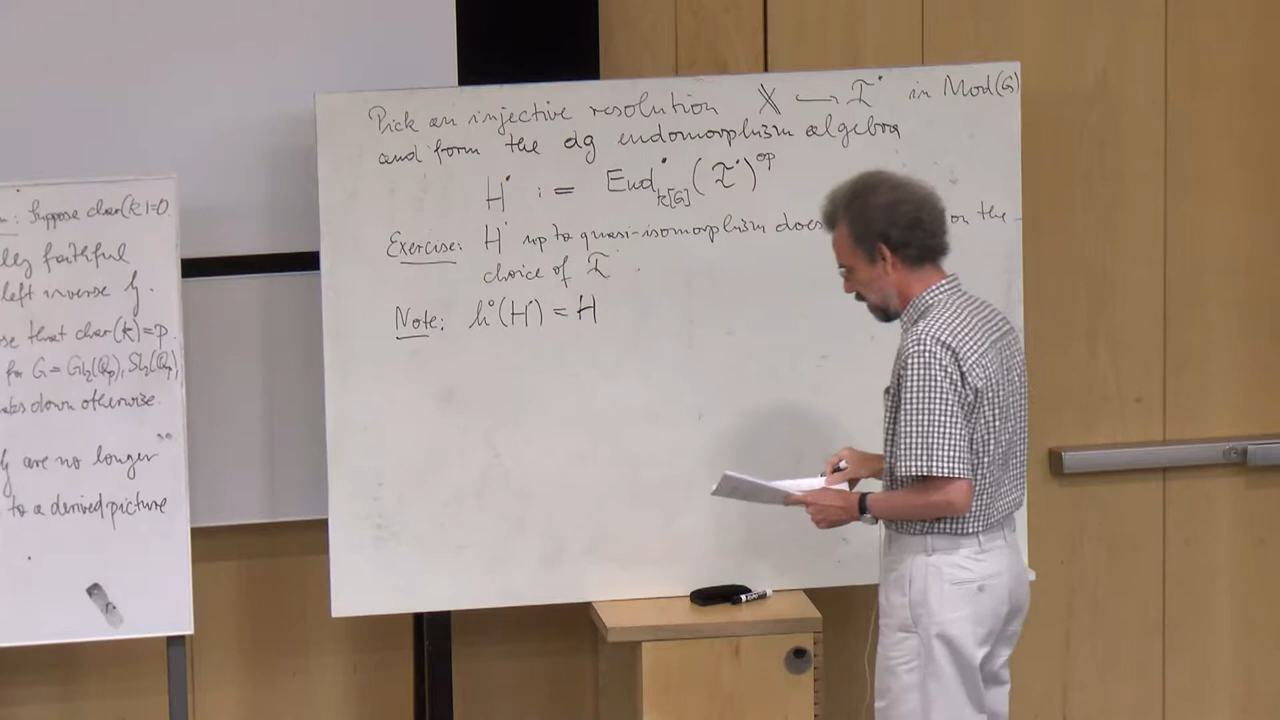 : Suppose char(k)=0.
faithful
left inverse
that char(k)=p.
for G=GL₂(ℚₚ), SL₂(ℚₚ),
down otherwise.
are no longer
to a derived picture
Pick an injective resolution 𝕏 ↪ I• in Mod(G)
and form the dg endomorphism algebra
H• := End•_{k[G]}(I•)^{op}
Exercise: H• up to quasi-isomorphism does on the
choice of I•.
Note: h⁰(H•) = H